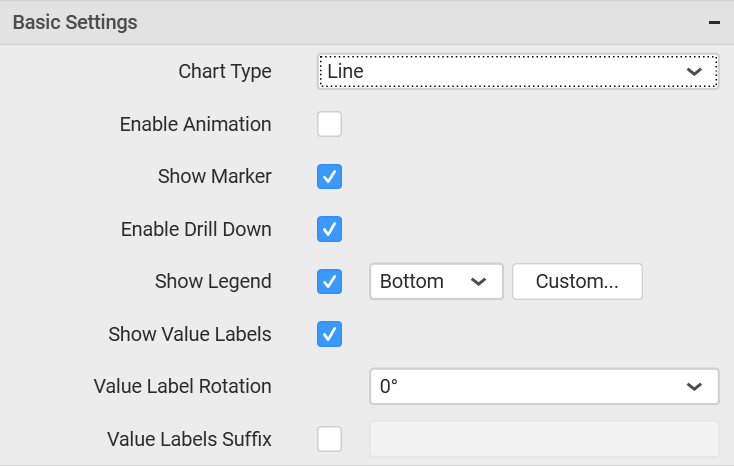 Basic Settings
Chart Type Line
Enable Animation
Show Marker
Enable Drill Down
Show Legend Bottom Custom...
Show Value Labels
Value Label Rotation 0°
Value Labels Suffix